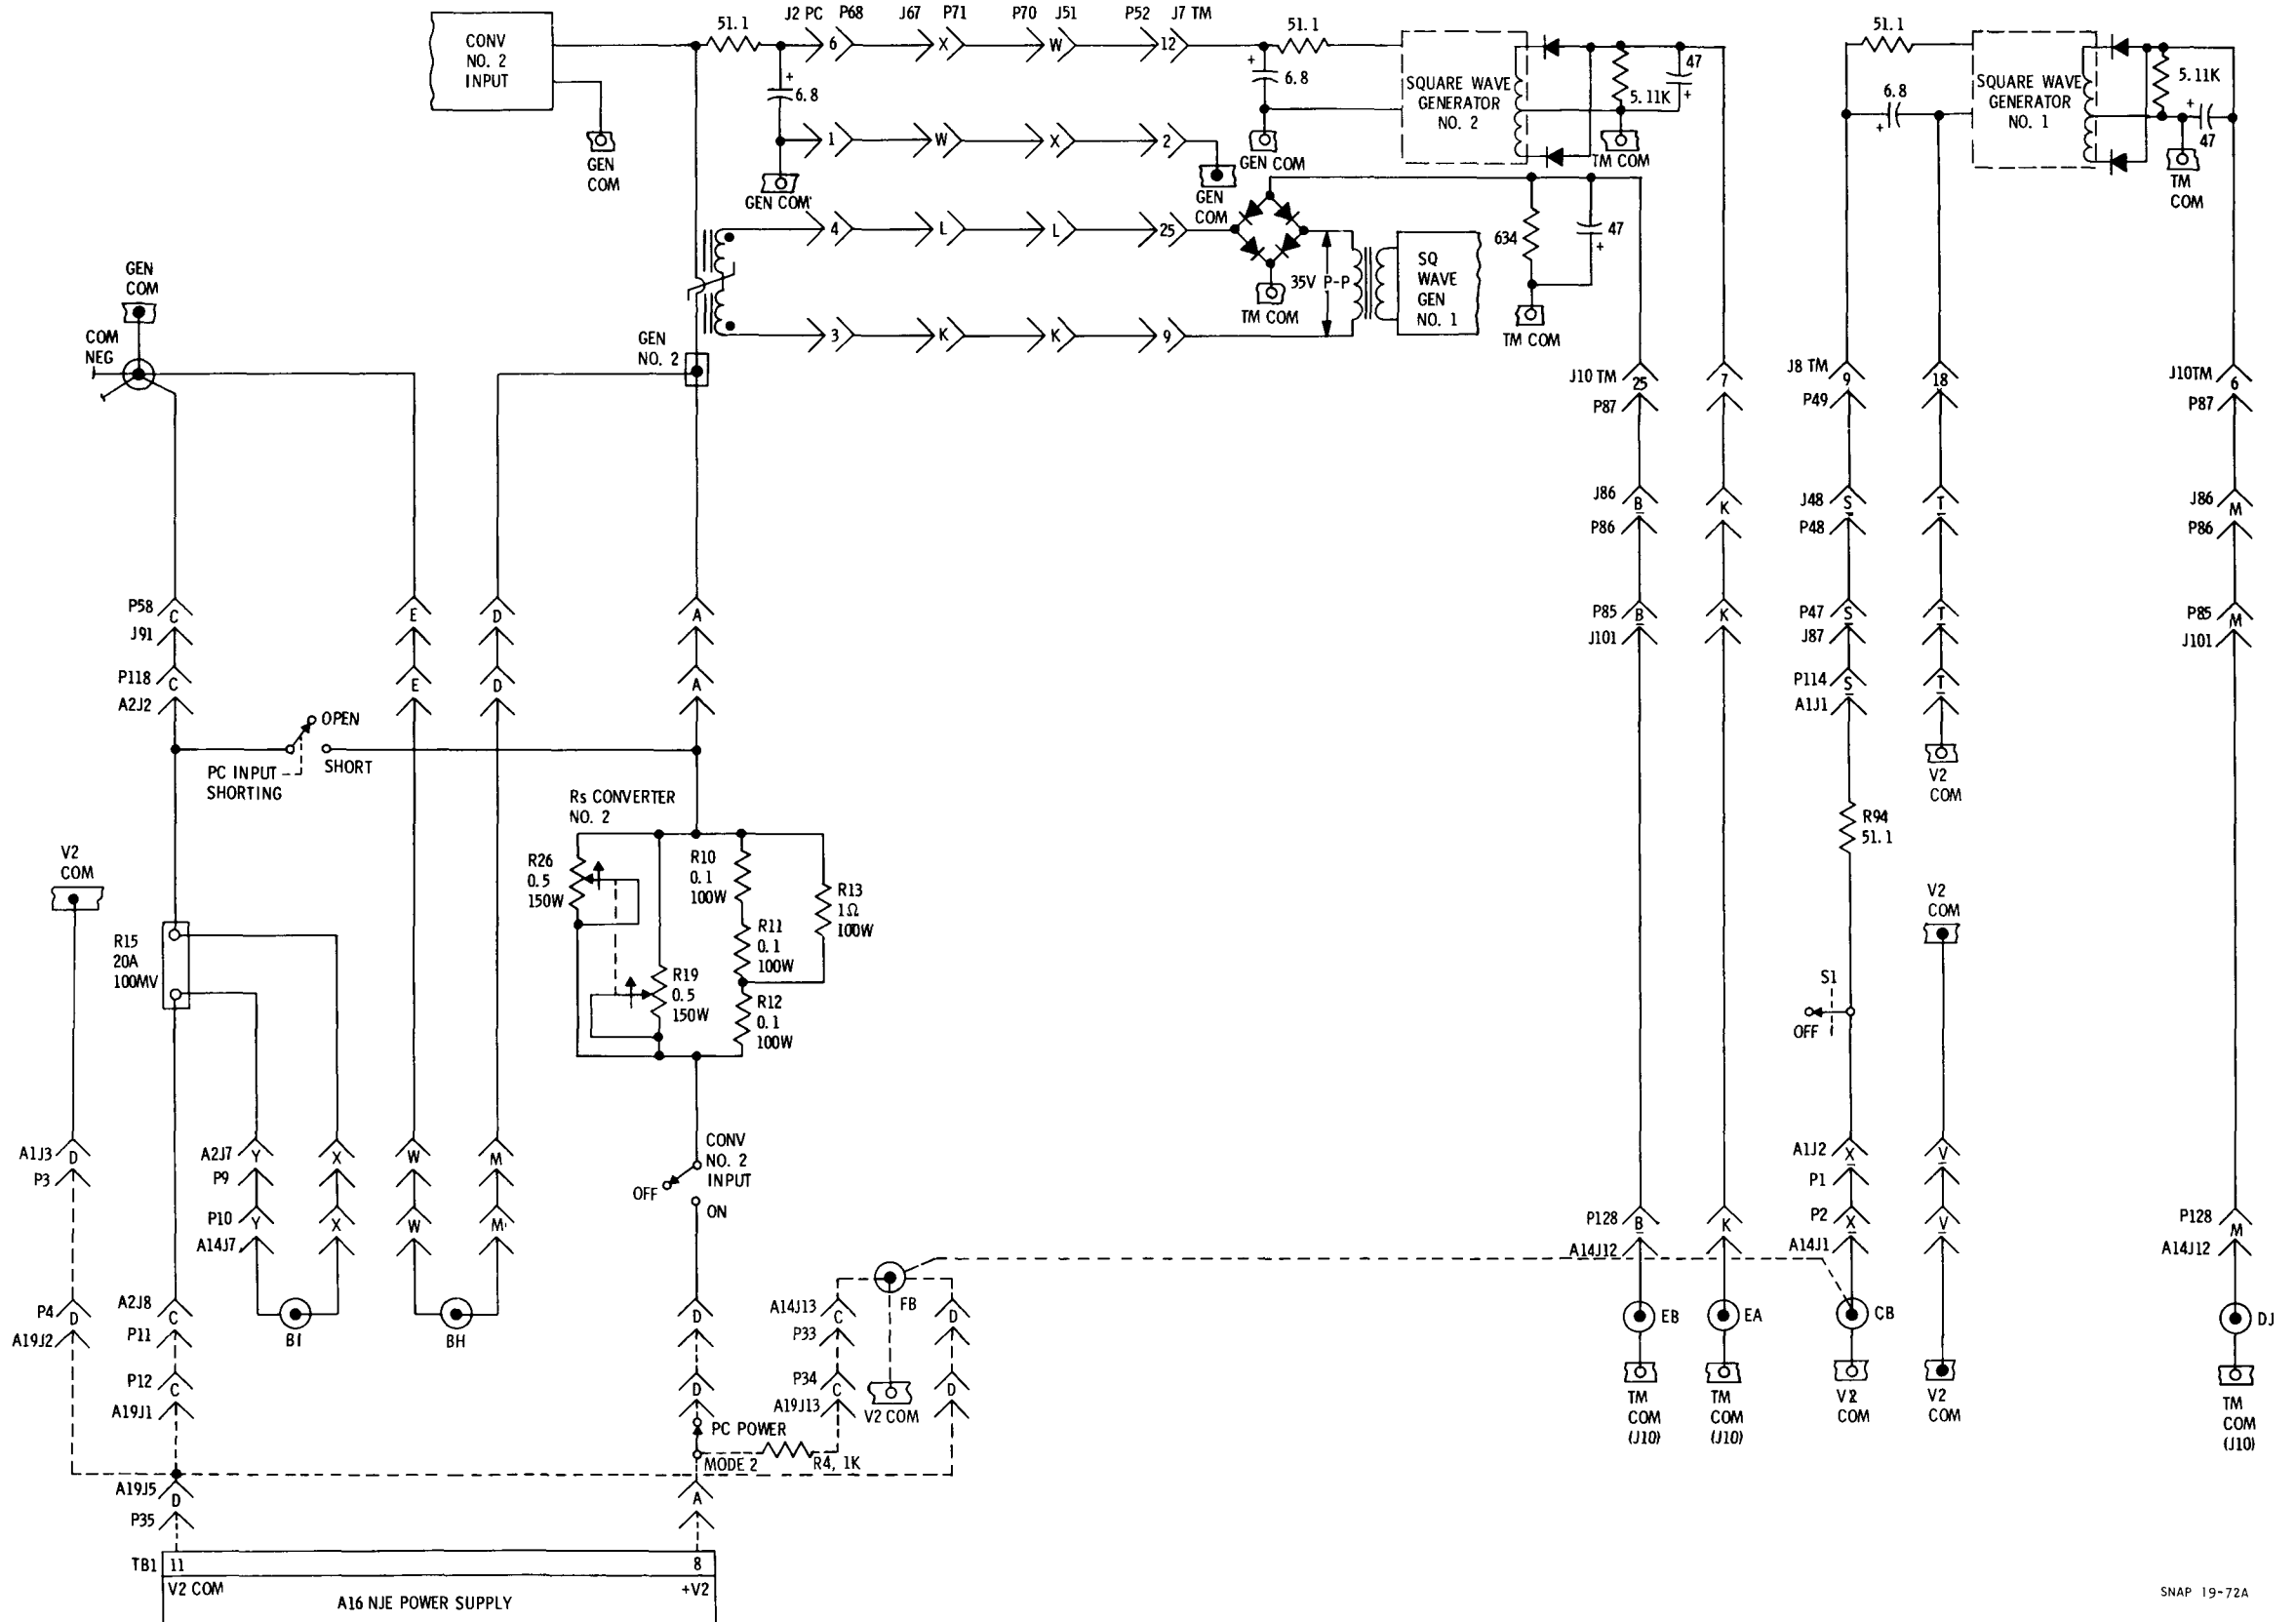 CONV
NO. 2
INPUT
GEN
COM
51.1
+
6.8
GEN COM
J2 PC
P68
J67
P71
P70
J51
P52
J7 TM
6
X
W
12
1
W
X
2
GEN
COM
4
L
L
25
3
K
K
9
51.1
+
6.8
GEN COM
SQUARE WAVE
GENERATOR
NO. 2
5.11K
47
+
TM COM
TM COM
35V P-P
SQ
WAVE
GEN
NO. 1
634
47
+
TM COM
51.1
6.8
+
SQUARE WAVE
GENERATOR
NO. 1
5.11K
+
47
TM
COM
GEN
COM
COM
NEG
GEN
NO. 2
J10 TM
25
P87
7
J8 TM
9
P49
18
J10TM
6
P87
J86
B
P86
K
J48
S
P48
T
J86
M
P86
P58
C
J91
E
D
A
P85
B
J101
K
P47
S
J87
T
P85
M
J101
P118
C
A2J2
E
D
A
P114
S
A1J1
T
V2
COM
OPEN
PC INPUT
SHORTING
SHORT
Rs CONVERTER
NO. 2
R26
0.5
150W
R10
0.1
100W
R13
1Ω
100W
R11
0.1
100W
R19
0.5
150W
R12
0.1
100W
R94
51.1
V2
COM
V2
COM
R15
20A
100MV
S1
OFF
A1J3
D
P3
A2J7
Y
P9
X
W
M
CONV
NO. 2
INPUT
OFF
ON
A1J2
X
P1
V
P10
Y
A14J7
X
W
M
P128
B
A14J12
K
P2
X
A14J1
V
P128
M
A14J12
P4
D
A19J2
A2J8
C
P11
BI
BH
D
A14J13
C
P33
FB
D
EB
EA
CB
DJ
P12
C
A19J1
D
P34
C
A19J13
V2 COM
D
TM
COM
(J10)
TM
COM
(J10)
V2
COM
V2
COM
TM
COM
(J10)
PC POWER
MODE 2
R4, 1K
A19J5
D
P35
A
TB1
11
8
V2 COM
+V2
A16 NJE POWER SUPPLY
SNAP 19-72A